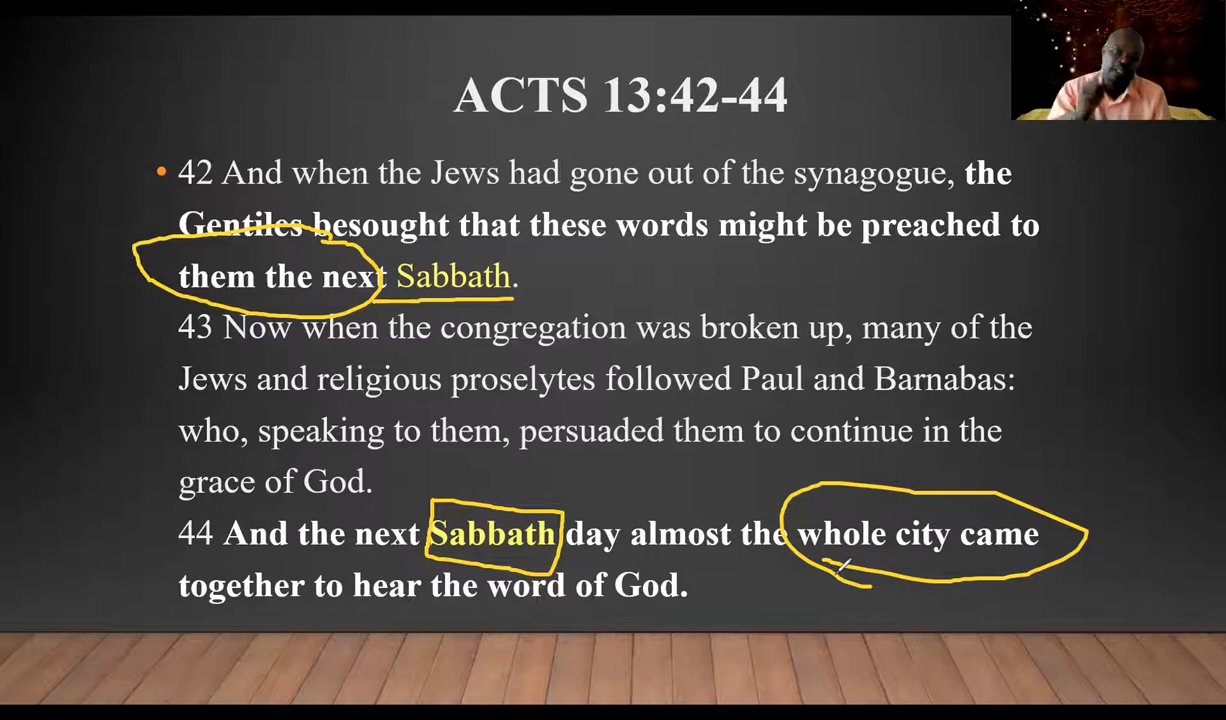 ACTS 13:42-44
• 42 And when the Jews had gone out of the synagogue, the
Gentiles besought that these words might be preached to
them the next Sabbath.
43 Now when the congregation was broken up, many of the
Jews and religious proselytes followed Paul and Barnabas:
who, speaking to them, persuaded them to continue in the
grace of God.
44 And the next Sabbath day almost the whole city came
together to hear the word of God.